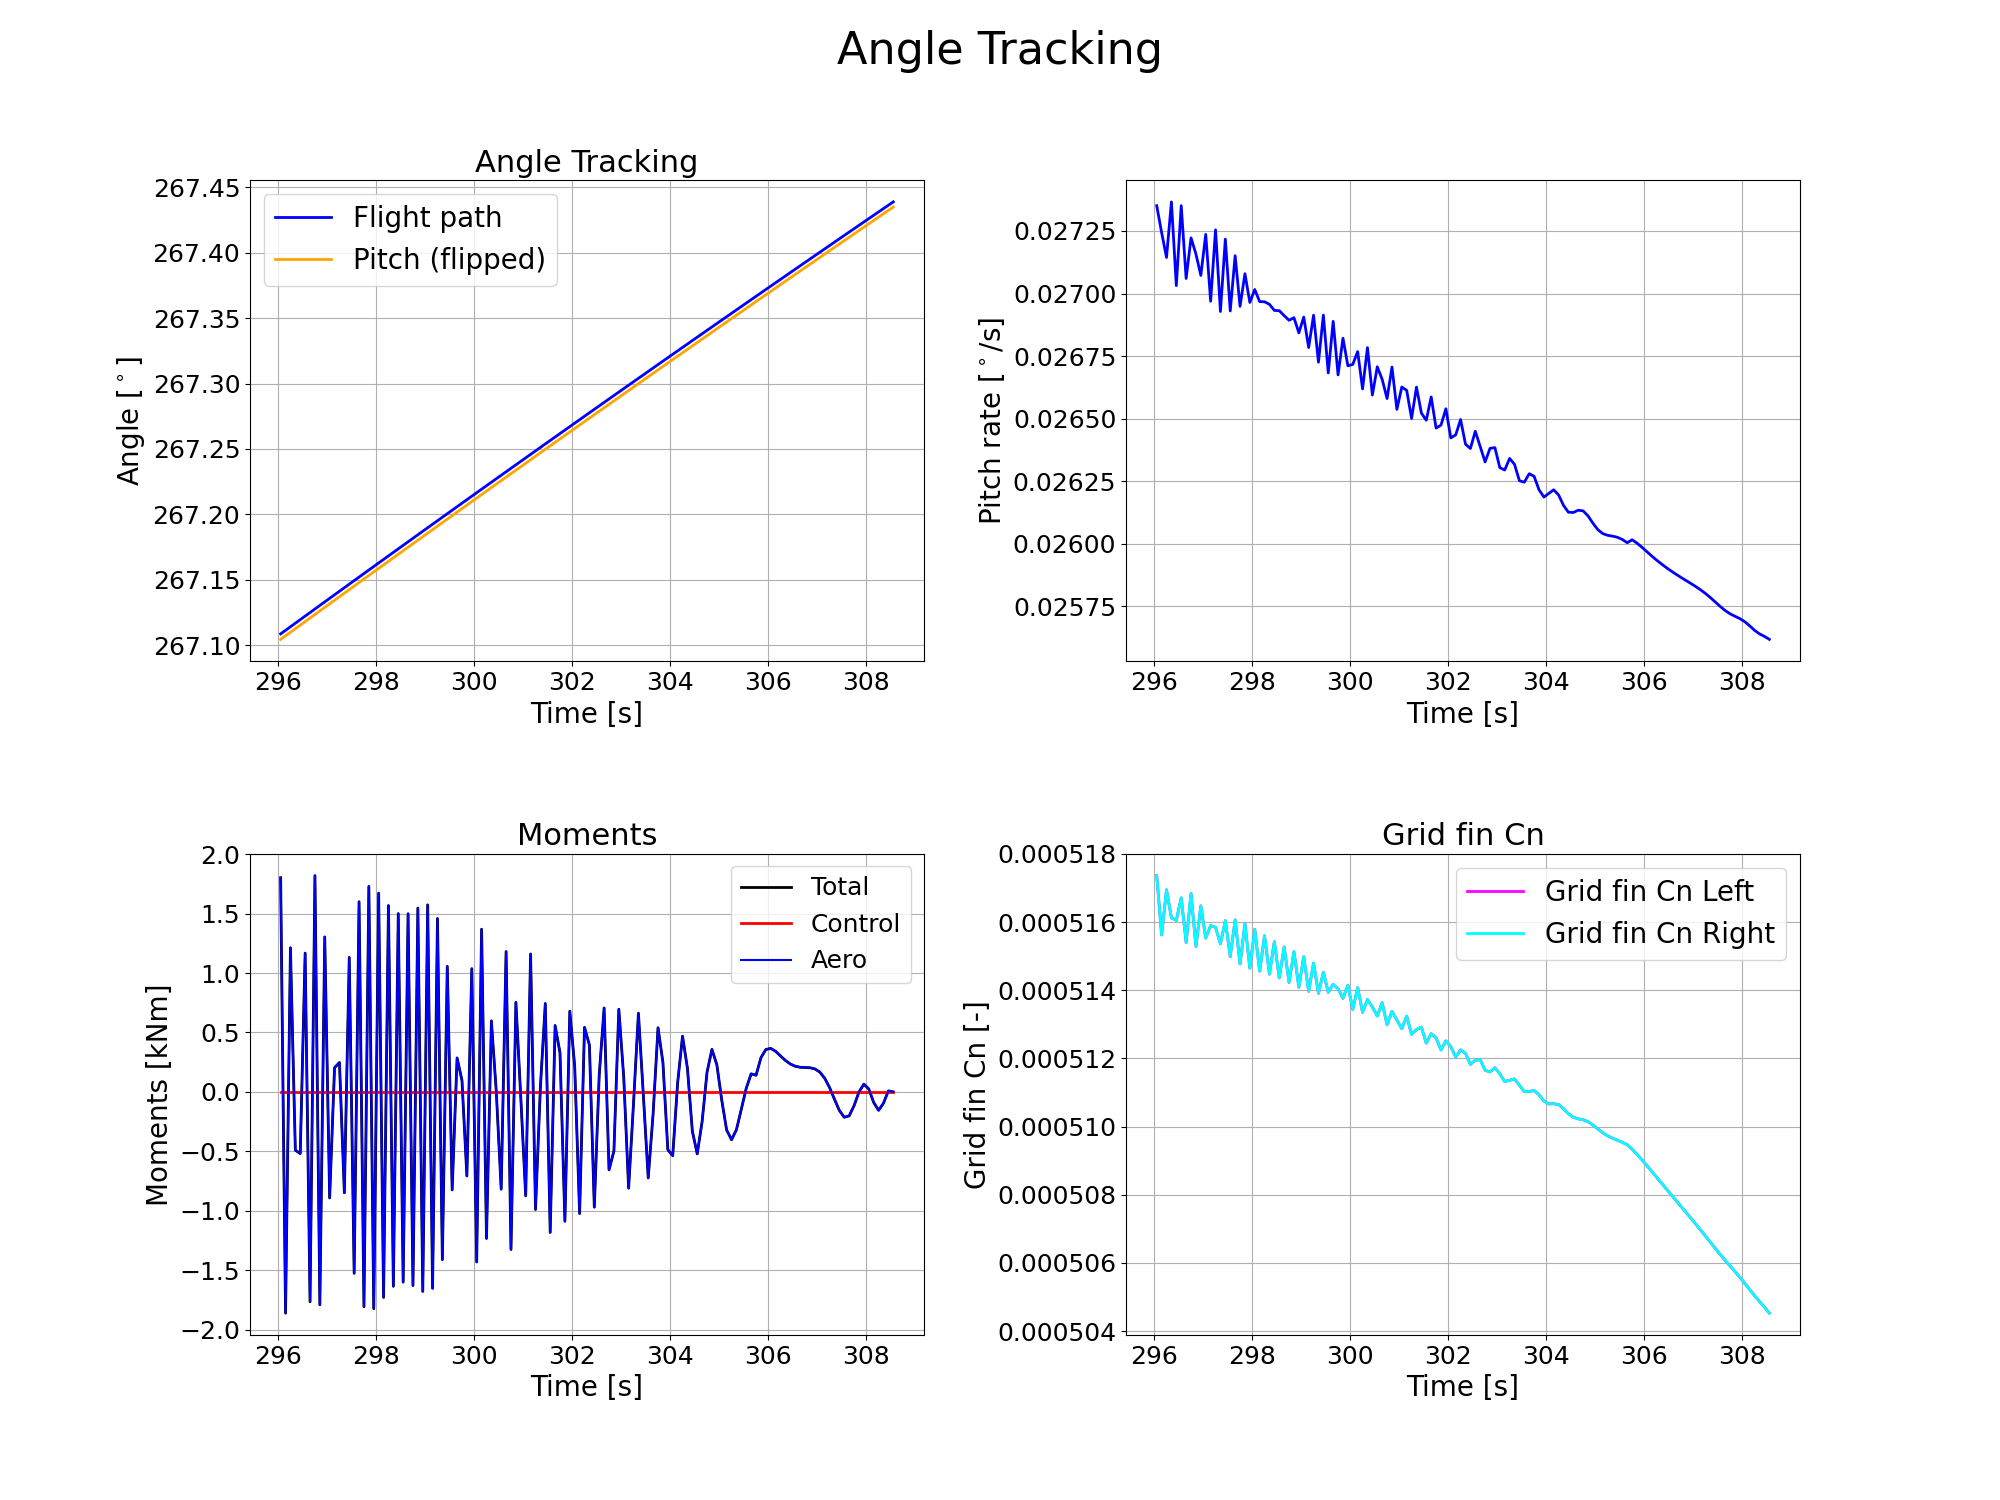 Angle Tracking
Angle Tracking
267.45
267.40
267.35
267.30
267.25
267.20
267.15
267.10
Angle [°]
Flight path
Pitch (flipped)
296 298 300 302 304 306 308
Time [s]
0.02725
0.02700
0.02675
0.02650
0.02625
0.02600
0.02575
Pitch rate [°/s]
296 298 300 302 304 306 308
Time [s]
Moments
2.0
1.5
1.0
0.5
0.0
−0.5
−1.0
−1.5
−2.0
Moments [kNm]
Total
Control
Aero
296 298 300 302 304 306 308
Time [s]
Grid fin Cn
0.000518
0.000516
0.000514
0.000512
0.000510
0.000508
0.000506
0.000504
Grid fin Cn [-]
Grid fin Cn Left
Grid fin Cn Right
296 298 300 302 304 306 308
Time [s]